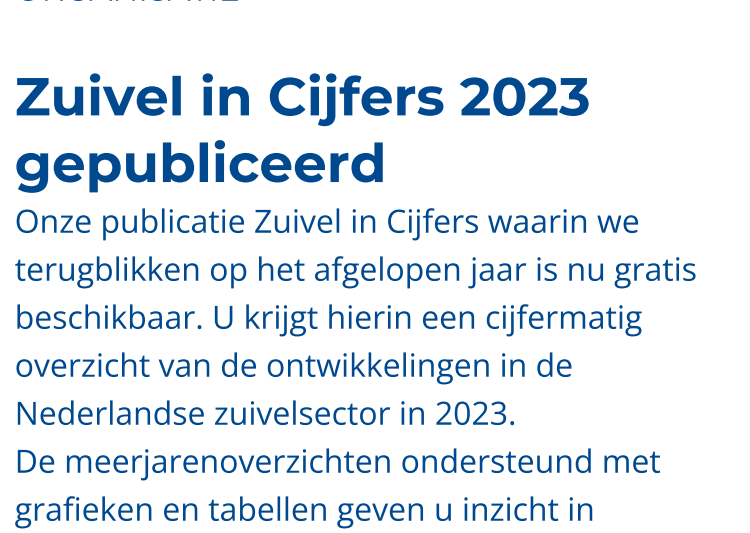 Zuivel in Cijfers 2023
gepubliceerd
Onze publicatie Zuivel in Cijfers waarin we
terugblikken op het afgelopen jaar is nu gratis
beschikbaar. U krijgt hierin een cijfermatig
overzicht van de ontwikkelingen in de
Nederlandse zuivelsector in 2023.
De meerjarenoverzichten ondersteund met
grafieken en tabellen geven u inzicht in